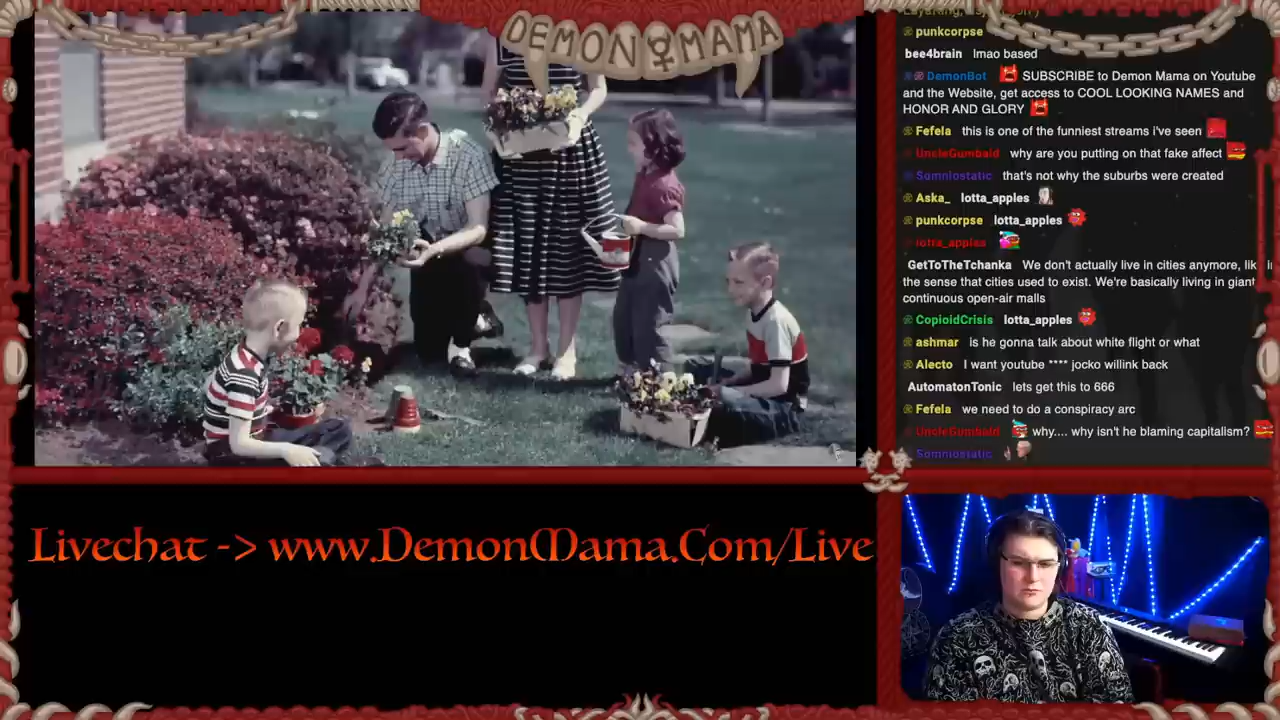 DEMON MAMA
punkcorpse
bee4brain lmao based
DemonBot SUBSCRIBE to Demon Mama on Youtube
and the Website, get access to COOL LOOKING NAMES and
HONOR AND GLORY
Fefela this is one of the funniest streams i've seen
UncleGumbald why are you putting on that fake affect
Somniostatic that's not why the suburbs were created
Aska_ lotta_apples
punkcorpse lotta_apples
lotta_apples
GetToTheTchanka We don't actually live in cities anymore, lik
the sense that cities used to exist. We're basically living in giant
continuous open-air malls
CopioidCrisis lotta_apples
ashmar is he gonna talk about white flight or what
Alecto I want youtube **** jocko willink back
AutomatonTonic lets get this to 666
Fefela we need to do a conspiracy arc
UncleGumbald why.... why isn't he blaming capitalism?
Somniostatic
Livechat -> www.DemonMama.Com/Live